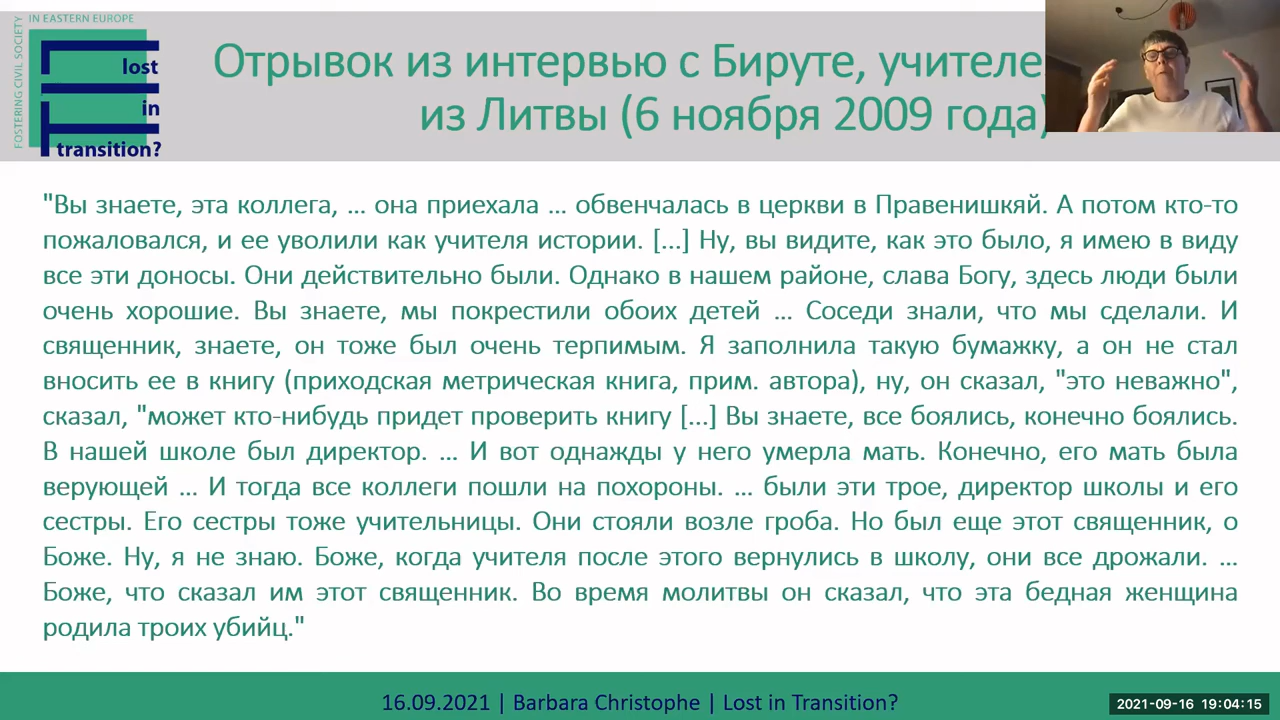 IN EASTERN EUROPE
FOSTERING CIVIL SOCIETY
lost
in
transition?
Отрывок из интервью с Бируте,
из Литвы (6 ноября 2009 года)
"Вы знаете, эта коллега, ... она приехала ... обвенчалась в церкви в Правенишкяй. А потом кто-то
пожаловался, и ее уволили как учителя истории. [...] Ну, вы видите, как это было, я имею в виду
все эти доносы. Они действительно были. Однако в нашем районе, слава Богу, здесь люди были
очень хорошие. Вы знаете, мы покрестили обоих детей ... Соседи знали, что мы сделали. И
священник, знаете, он тоже был очень терпимым. Я заполнила такую бумажку, а он не стал
вносить ее в книгу (приходская метрическая книга, прим. автора), ну, он сказал, "это неважно",
сказал, "может кто-нибудь придет проверить книгу [...] Вы знаете, все боялись, конечно боялись.
В нашей школе был директор. ... И вот однажды у него умерла мать. Конечно, его мать была
верующей ... И тогда все коллеги пошли на похороны. ... были эти трое, директор школы и его
сестры. Его сестры тоже учительницы. Они стояли возле гроба. Но был еще этот священник, о
Боже. Ну, я не знаю. Боже, когда учителя после этого вернулись в школу, они все дрожали. ...
Боже, что сказал им этот священник. Во время молитвы он сказал, что эта бедная женщина
родила троих убийц."
16.09.2021 | Barbara Christophe | Lost in Transition?
2021-09-16 19:04:15